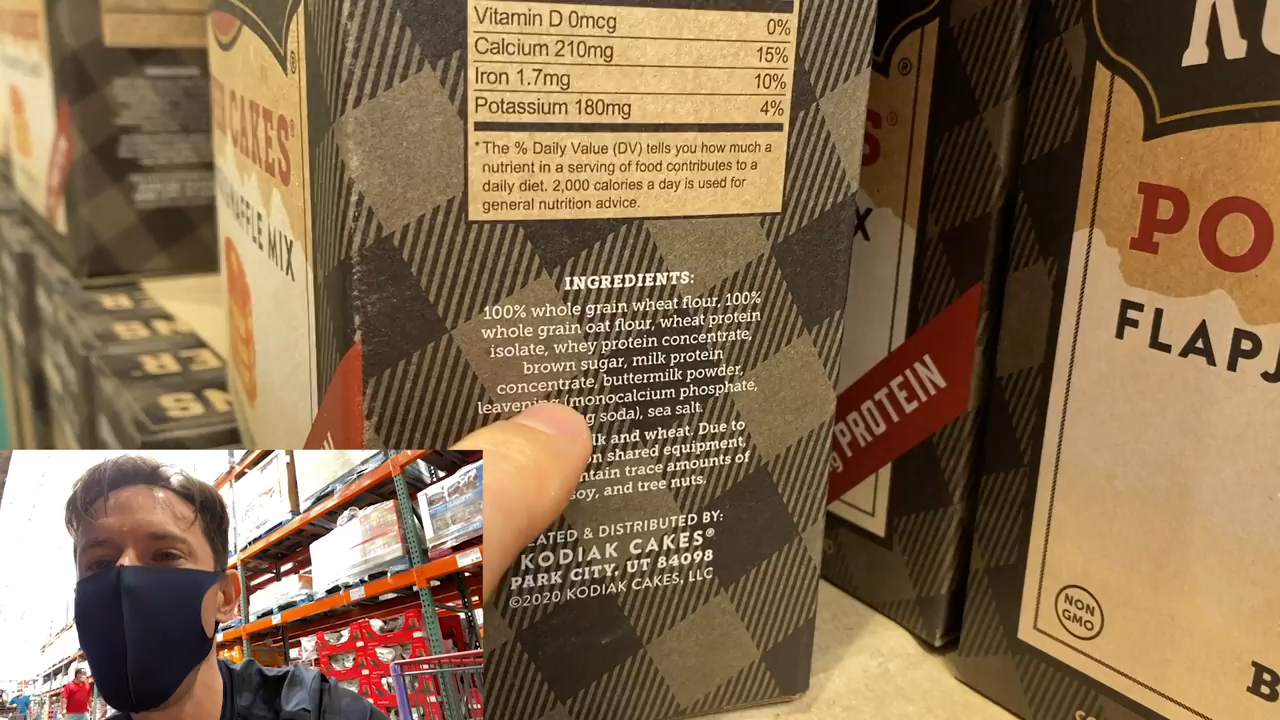 Vitamin D 0mcg 0%
Calcium 210mg 15%
Iron 1.7mg 10%
Potassium 180mg 4%
*The % Daily Value (DV) tells you how much a
nutrient in a serving of food contributes to a
daily diet. 2,000 calories a day is used for
general nutrition advice.
INGREDIENTS:
100% whole grain wheat flour, 100%
whole grain oat flour, wheat protein
isolate, whey protein concentrate,
brown sugar, milk protein
concentrate, buttermilk powder,
leavening (monocalcium phosphate,
soda), sea salt.
and wheat. Due to
on shared equipment,
trace amounts of
soy, and tree nuts.
& DISTRIBUTED BY:
KODIAK CAKES®
PARK CITY, UT 84098
©2020 KODIAK CAKES, LLC
CAKES®
WAFFLE MIX
PROTEIN
PO
FLAPJ
NON
GMO